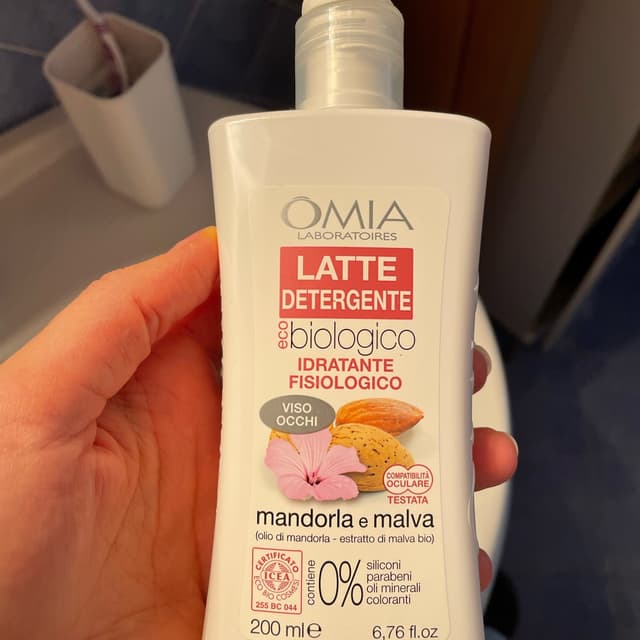 OMIA
LABORATOIRES
LATTE
DETERGENTE
eco biologico
IDRATANTE
FISIOLOGICO
VISO
OCCHI
COMPATIBILITÀ
OCULARE
TESTATA
mandorla e malva
(olio di mandorla - estratto di malva bio)
CERTIFICATO
ICEA
ECO BIO COSMESI
255 BC 044
contiene
0%
siliconi
parabeni
oli minerali
coloranti
200 ml e 6,76 fl.oz